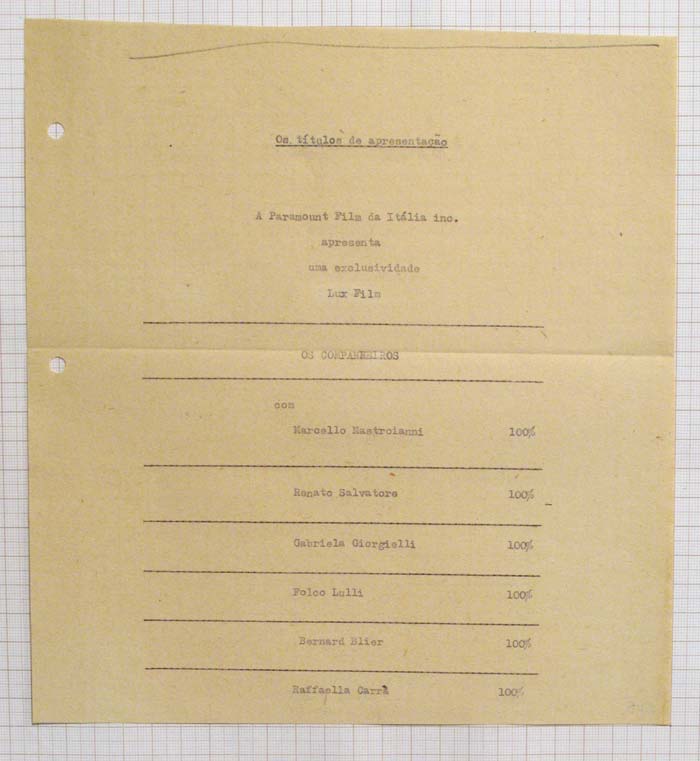 Os títulos de apresentação
A Paramount Film da Itália inc.
apresenta
uma exclusividade
Lux Film
OS COMPANHEIROS
com
Marcello Mastroianni 100%
Renato Salvatore 100%
Gabriela Giorgielli 100%
Folco Lulli 100%
Bernard Blier 100%
Raffaella Carrà 100%